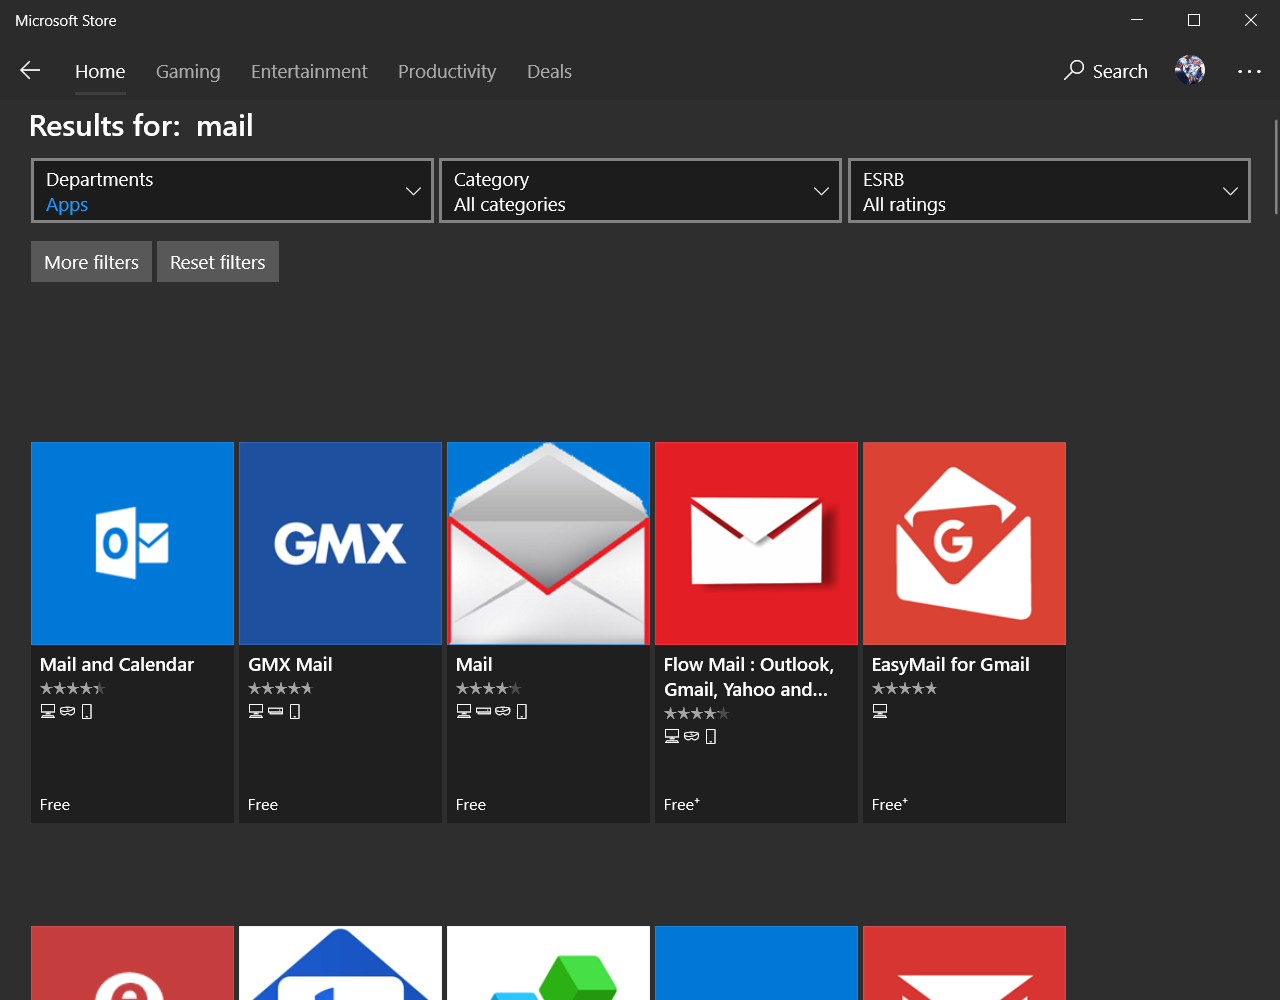 Microsoft Store
Home Gaming Entertainment Productivity Deals Search
Results for: mail
Departments
Apps
Category
All categories
ESRB
All ratings
More filters Reset filters
GMX
G
Mail and Calendar
Free
GMX Mail
Free
Mail
Free
Flow Mail : Outlook,
Gmail, Yahoo and...
Free+
EasyMail for Gmail
Free+